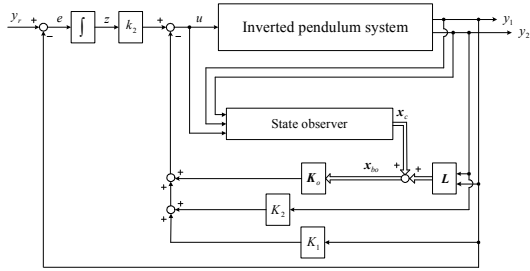 y_r + e ∫ z k_2 + u Inverted pendulum system y_1
− − y_2
State observer x_c
+ K_o x_bo + + L
+ +
+ + K_2
+ K_1